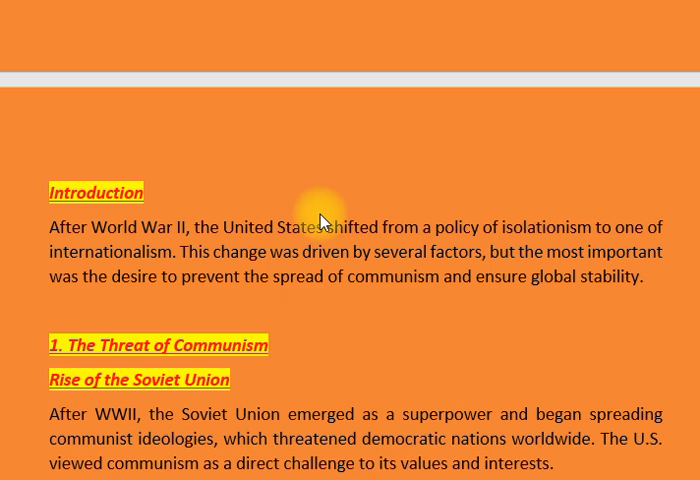 Introduction
After World War II, the United States shifted from a policy of isolationism to one of
internationalism. This change was driven by several factors, but the most important
was the desire to prevent the spread of communism and ensure global stability.
1. The Threat of Communism
Rise of the Soviet Union
After WWII, the Soviet Union emerged as a superpower and began spreading
communist ideologies, which threatened democratic nations worldwide. The U.S.
viewed communism as a direct challenge to its values and interests.